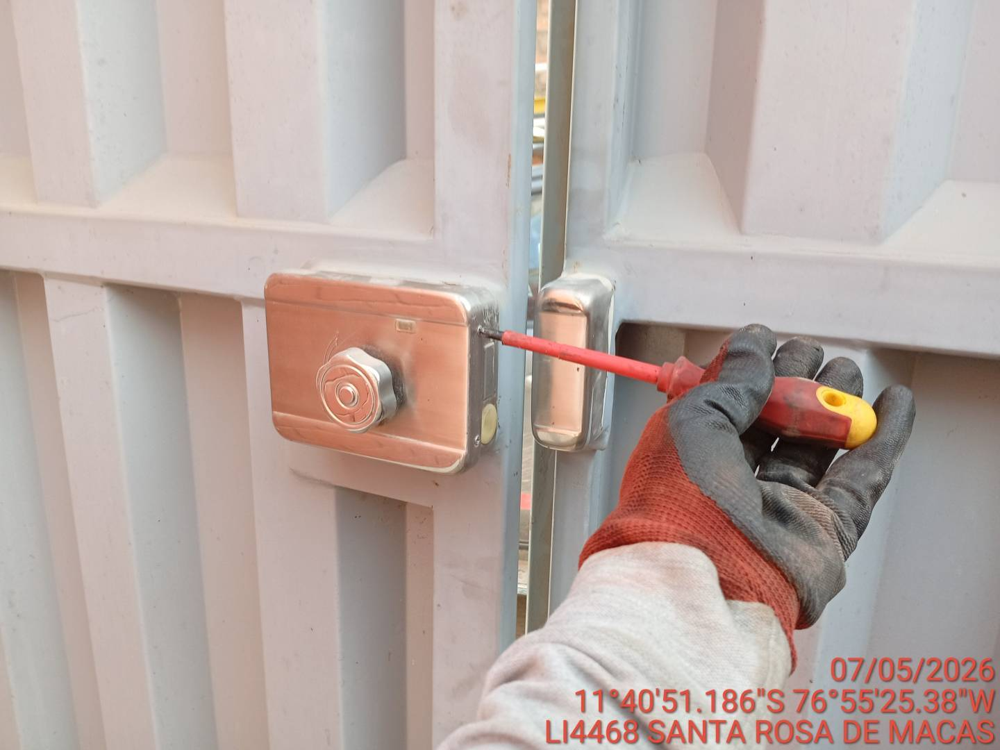 07/05/2026
11°40'51.186"S 76°55'25.38"W
LI4468 SANTA ROSA DE MACAS